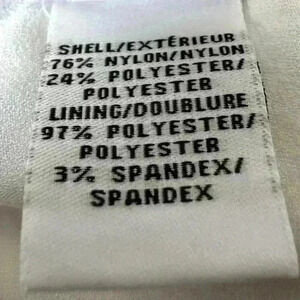 SHELL/EXTÉRIEUR
76% NYLON/NYLON
24% POLYESTER/
POLYESTER
LINING/DOUBLURE
97% POLYESTER/
POLYESTER
3% SPANDEX/
SPANDEX